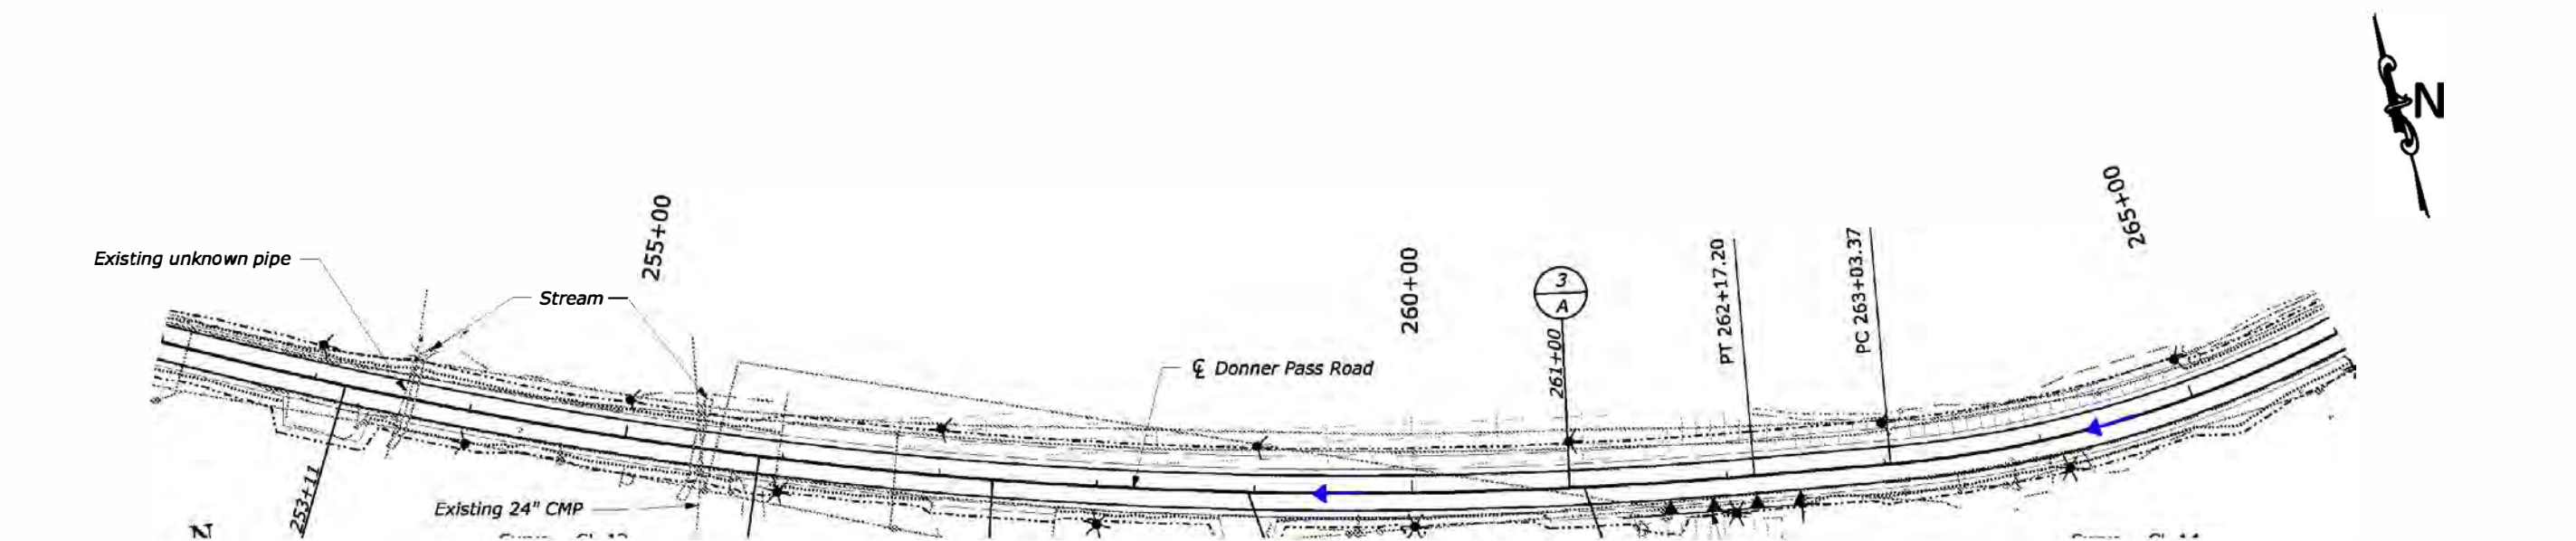 N
265+00
255+00
PC 263+03.37
PT 262+17.20
Existing unknown pipe
260+00
3
A
Stream
261+00
℄ Donner Pass Road
253+11
Existing 24" CMP
N